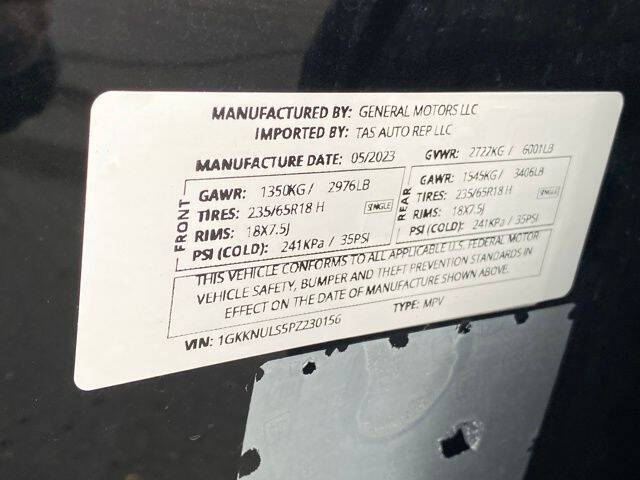 MANUFACTURED BY: GENERAL MOTORS LLC
IMPORTED BY: TAS AUTO REP LLC
MANUFACTURE DATE: 05/2023 GVWR: 2722KG / 6001LB
FRONT
GAWR: 1350KG / 2976LB
TIRES: 235/65R18 H SINGLE
RIMS: 18X7.5J
PSI (COLD): 241KPa / 35PSI
REAR
GAWR: 1545KG / 3406LB
TIRES: 235/65R18 H SINGLE
RIMS: 18X7.5J
PSI (COLD): 241KPa / 35PSI
THIS VEHICLE CONFORMS TO ALL APPLICABLE U.S. FEDERAL MOTOR
VEHICLE SAFETY, BUMPER AND THEFT PREVENTION STANDARDS IN
EFFECT ON THE DATE OF MANUFACTURE SHOWN ABOVE.
VIN: 1GKKNULS5PZ230156 TYPE: MPV